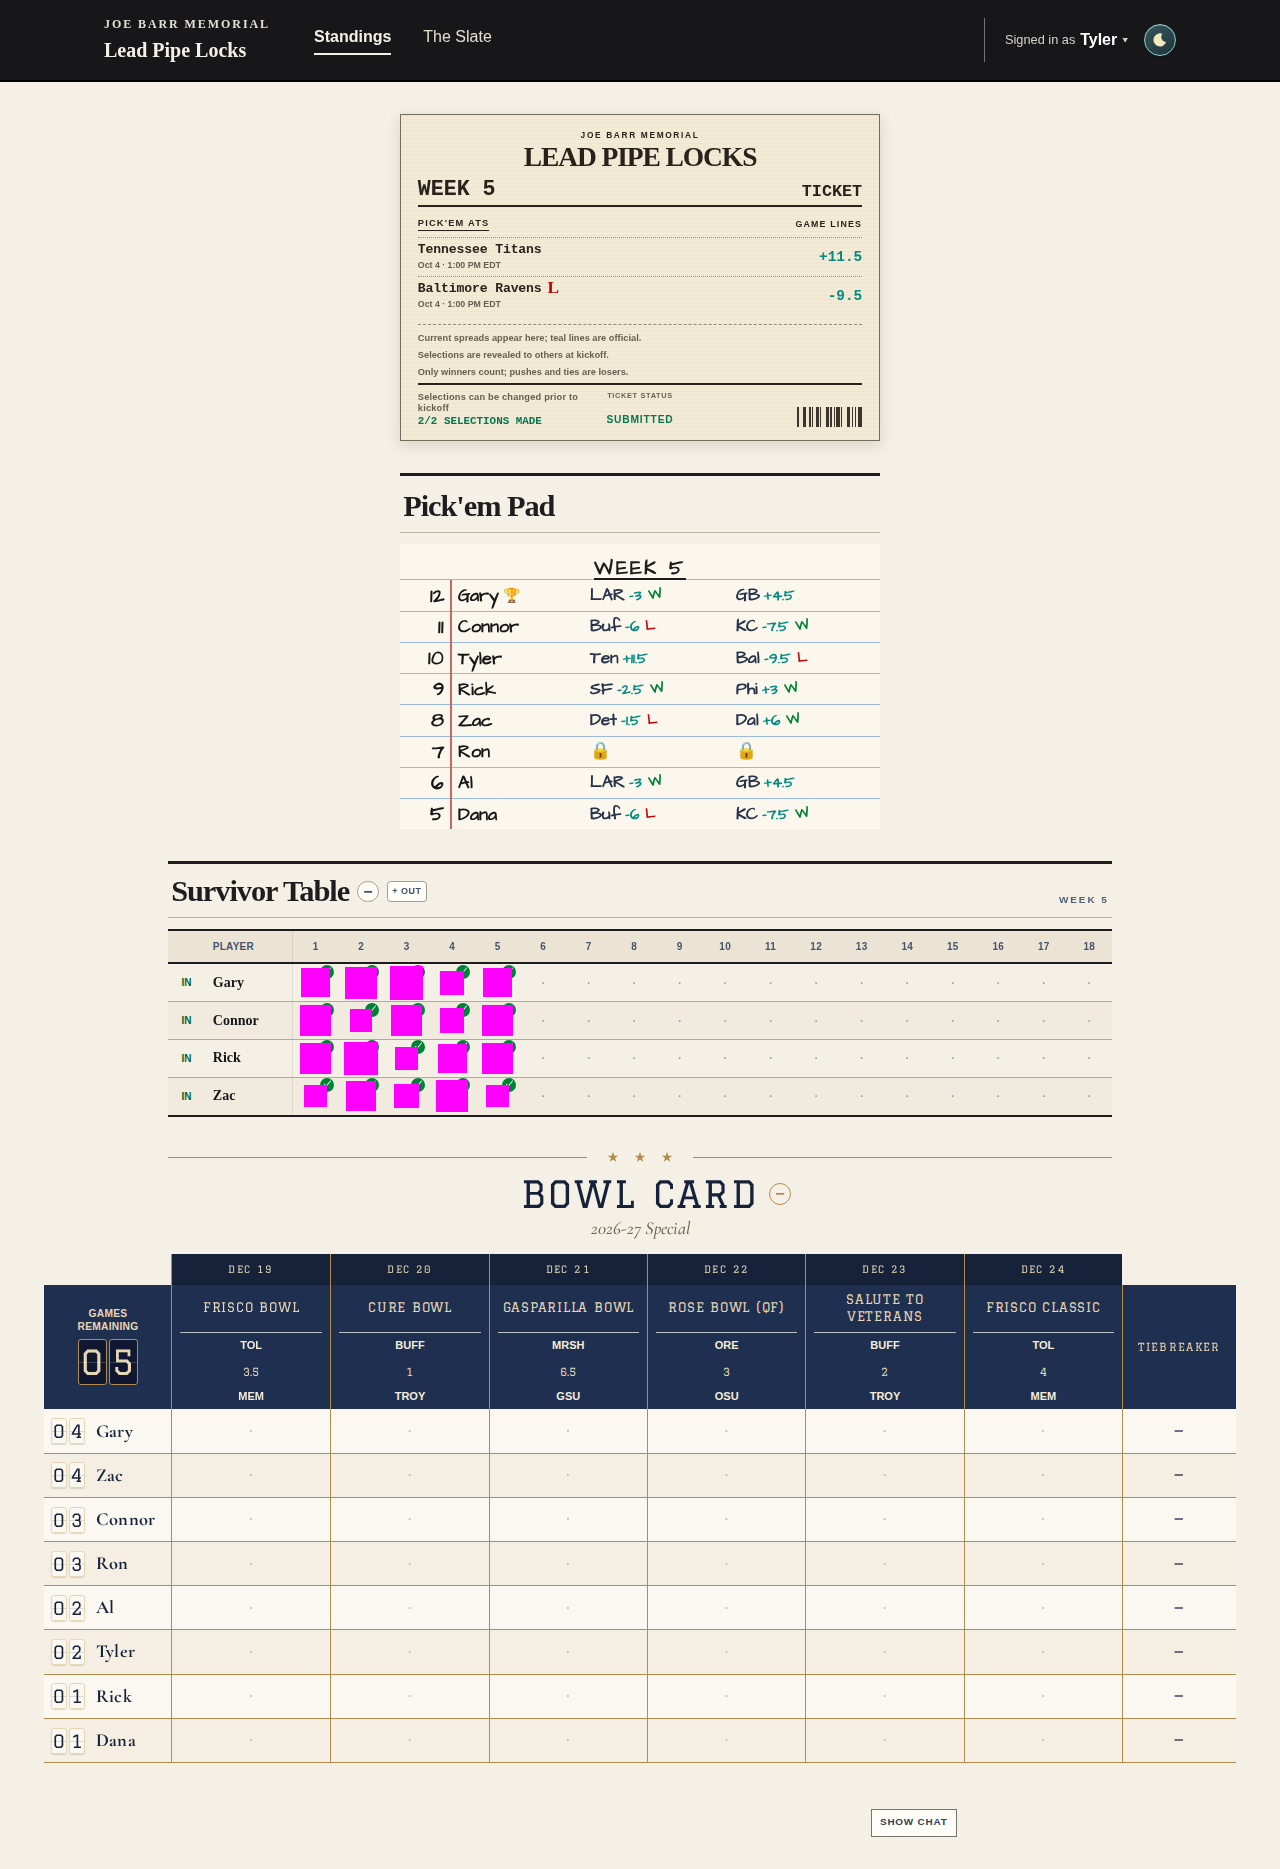 JOE BARR MEMORIAL
Lead Pipe Locks
Standings
The Slate
Signed in as Tyler ▾
JOE BARR MEMORIAL
LEAD PIPE LOCKS
WEEK 5 TICKET
PICK'EM ATS GAME LINES
Tennessee Titans
Oct 4 · 1:00 PM EDT
+11.5
Baltimore Ravens L
Oct 4 · 1:00 PM EDT
-9.5
Current spreads appear here; teal lines are official.
Selections are revealed to others at kickoff.
Only winners count; pushes and ties are losers.
Selections can be changed prior to
kickoff
2/2 SELECTIONS MADE
TICKET STATUS
SUBMITTED
Pick'em Pad
WEEK 5
12 Gary 🏆 LAR -3 W GB +4.5
11 Connor Buf -6 L KC -7.5 W
10 Tyler Ten +11.5 Bal -9.5 L
9 Rick SF -2.5 W Phi +3 W
8 Zac Det -1.5 L Dal +6 W
7 Ron 🔒 🔒
6 Al LAR -3 W GB +4.5
5 Dana Buf -6 L KC -7.5 W
Survivor Table − + OUT WEEK 5
PLAYER 1 2 3 4 5 6 7 8 9 10 11 12 13 14 15 16 17 18
IN Gary · · · · · · · · · · · · ·
IN Connor · · · · · · · · · · · · ·
IN Rick · · · · · · · · · · · · ·
IN Zac · · · · · · · · · · · · ·
★ ★ ★
BOWL CARD −
2026-27 Special
DEC 19 DEC 20 DEC 21 DEC 22 DEC 23 DEC 24
GAMES
REMAINING
05
FRISCO BOWL
TOL
3.5
MEM
CURE BOWL
BUFF
1
TROY
GASPARILLA BOWL
MRSH
6.5
GSU
ROSE BOWL (QF)
ORE
3
OSU
SALUTE TO
VETERANS
BUFF
2
TROY
FRISCO CLASSIC
TOL
4
MEM
TIEBREAKER
04 Gary · · · · · · –
04 Zac · · · · · · –
03 Connor · · · · · · –
03 Ron · · · · · · –
02 Al · · · · · · –
02 Tyler · · · · · · –
01 Rick · · · · · · –
01 Dana · · · · · · –
SHOW CHAT